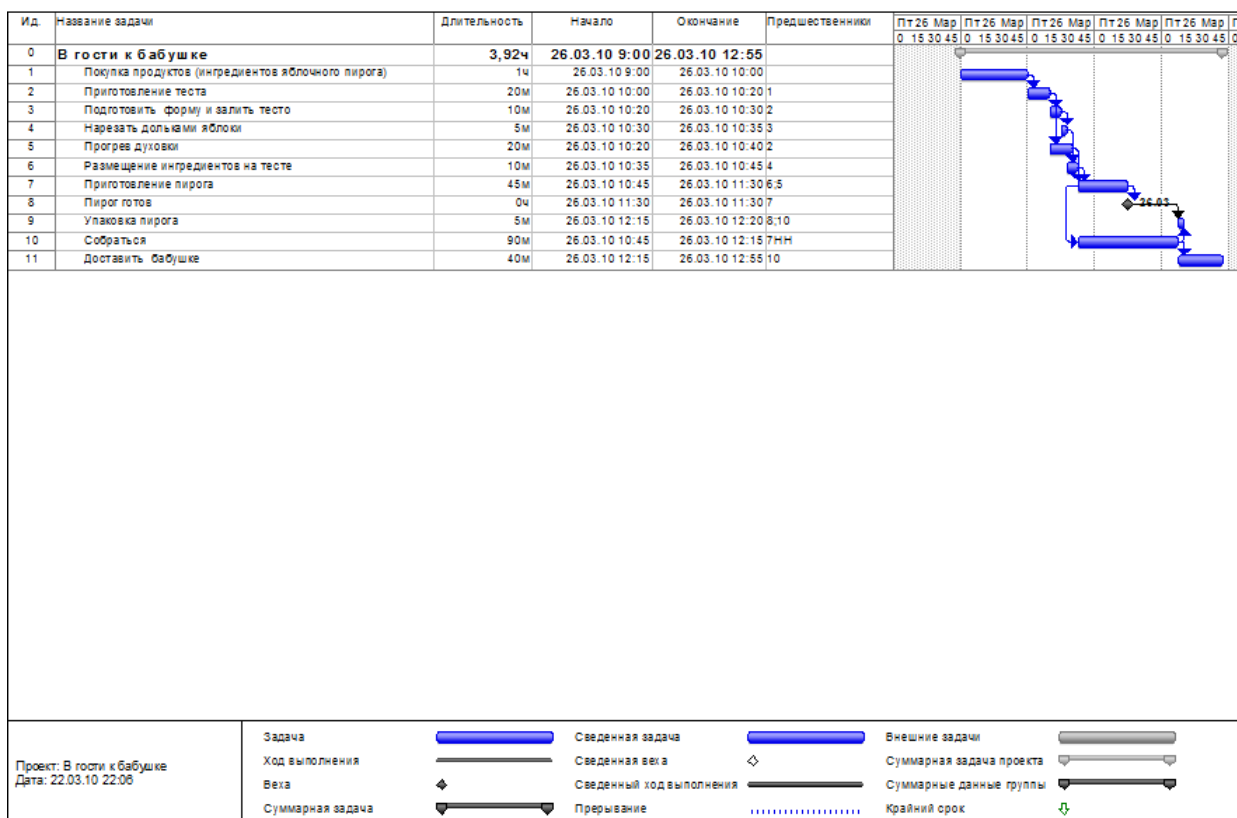 Ид. Название задачи Длительность Начало Окончание Предшественники Пт 26 Мар Пт 26 Мар Пт 26 Мар Пт 26 Мар Пт 26 Мар П
0 15 30 45 0 15 30 45 0 15 30 45 0 15 30 45 0 15 30 45 0
0 В гости к бабушке 3,92ч 26.03.10 9:00 26.03.10 12:55
1 Покупка продуктов (ингредиентов яблочного пирога) 1ч 26.03.10 9:00 26.03.10 10:00
2 Приготовление теста 20м 26.03.10 10:00 26.03.10 10:20 1
3 Подготовить форму и залить тесто 10м 26.03.10 10:20 26.03.10 10:30 2
4 Нарезать дольками яблоки 5м 26.03.10 10:30 26.03.10 10:35 3
5 Прогрев духовки 20м 26.03.10 10:20 26.03.10 10:40 2
6 Размещение ингредиентов на тесте 10м 26.03.10 10:35 26.03.10 10:45 4
7 Приготовление пирога 45м 26.03.10 10:45 26.03.10 11:30 6;5
8 Пирог готов 0ч 26.03.10 11:30 26.03.10 11:30 7 26.03
9 Упаковка пирога 5м 26.03.10 12:15 26.03.10 12:20 8;10
10 Собраться 90м 26.03.10 10:45 26.03.10 12:15 7НН
11 Доставить бабушке 40м 26.03.10 12:15 26.03.10 12:55 10
Проект: В гости к бабушке
Дата: 22.03.10 22:06
Задача Сведенная задача Внешние задачи
Ход выполнения Сведенная веха Суммарная задача проекта
Веха Сведенный ход выполнения Суммарные данные группы
Суммарная задача Прерывание Крайний срок